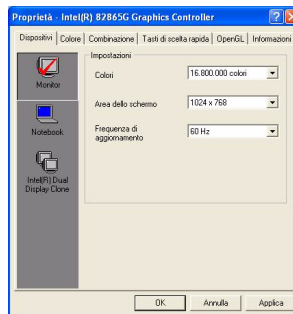 Proprietà - Intel(R) 82865G Graphics Controller
Dispositivi Colore Combinazione Tasti di scelta rapida OpenGL Informazioni
Impostazioni
Monitor
Colori
16.800.000 colori
Area dello schermo
1024 x 768
Notebook
Frequenza di
aggiornamento
60 Hz
Intel(R) Dual
Display Clone
OK Annulla Applica